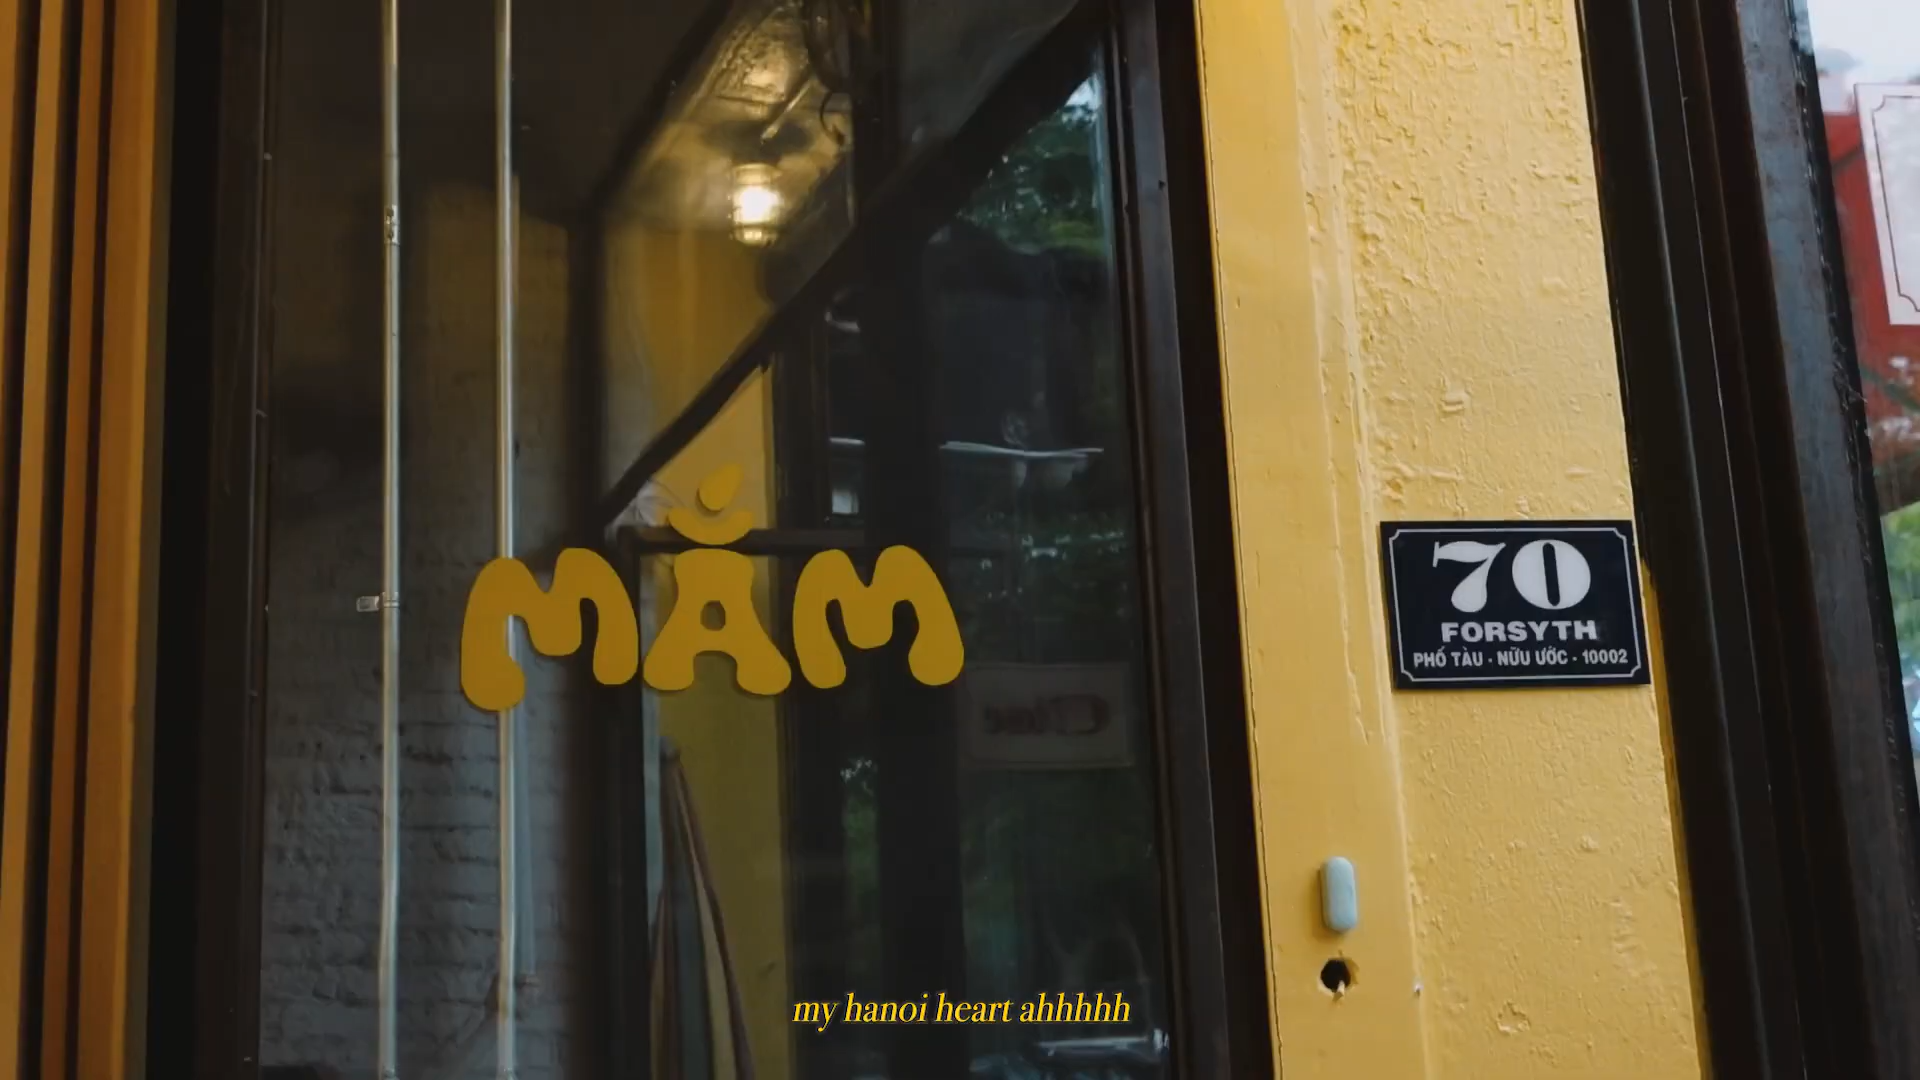 MẮM
70
FORSYTH
PHỐ TÀU - NỮU ƯỚC - 10002
my hanoi heart ahhhhh